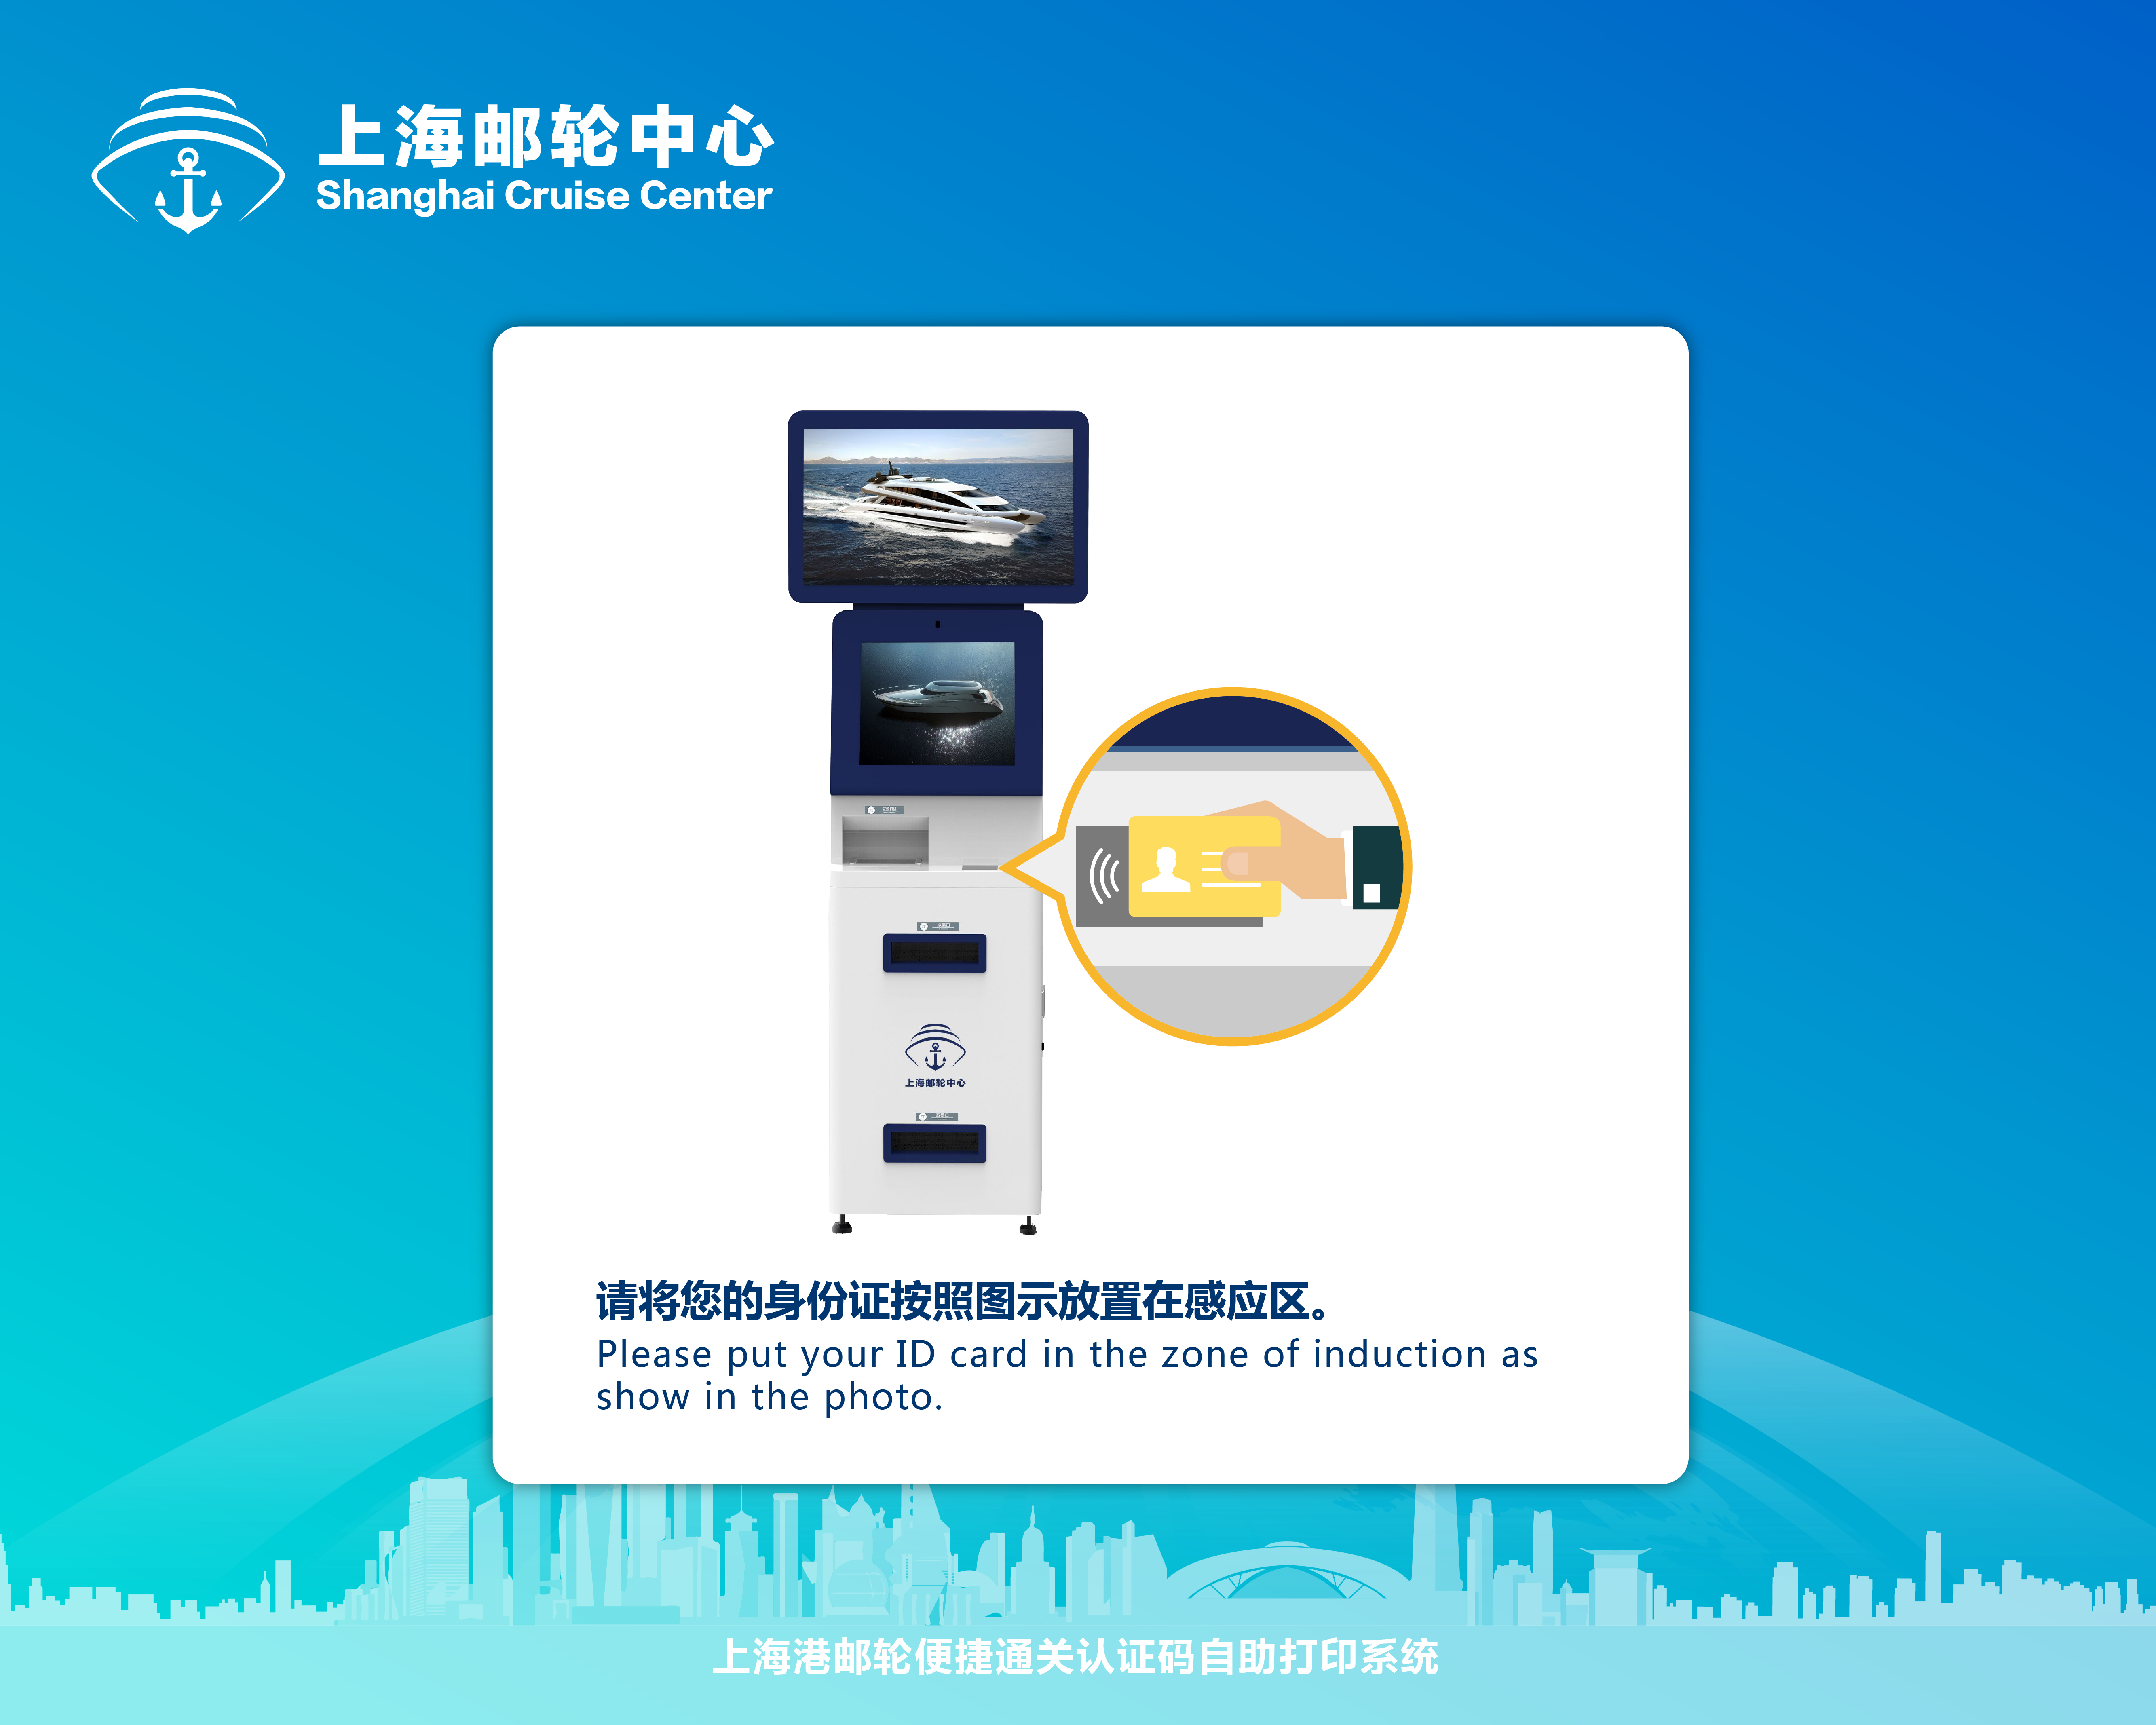 上海邮轮中心
Shanghai Cruise Center
上海邮轮中心
请将您的身份证按照图示放置在感应区。
Please put your ID card in the zone of induction as
show in the photo.
上海港邮轮便捷通关认证码自助打印系统